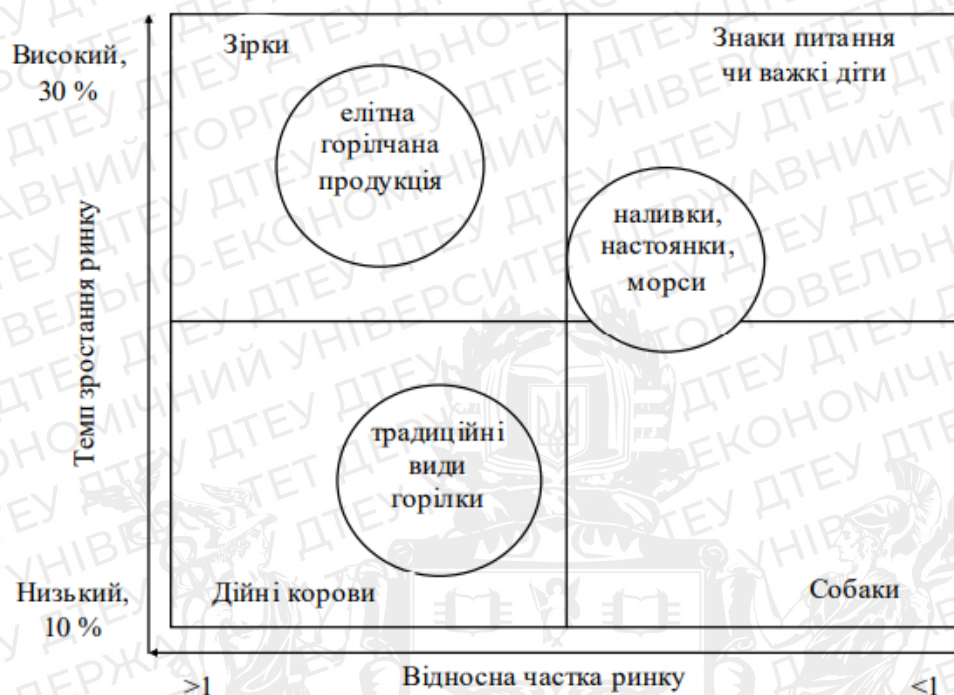 Високий,
30 %
Зірки
Знаки питання
чи важкі діти
елітна
горілчана
продукція
наливки,
настоянки,
морси
Темп зростання ринку
традиційні
види
горілки
Низький,
10 %
Дійні корови
Собаки
>1
Відносна частка ринку
<1